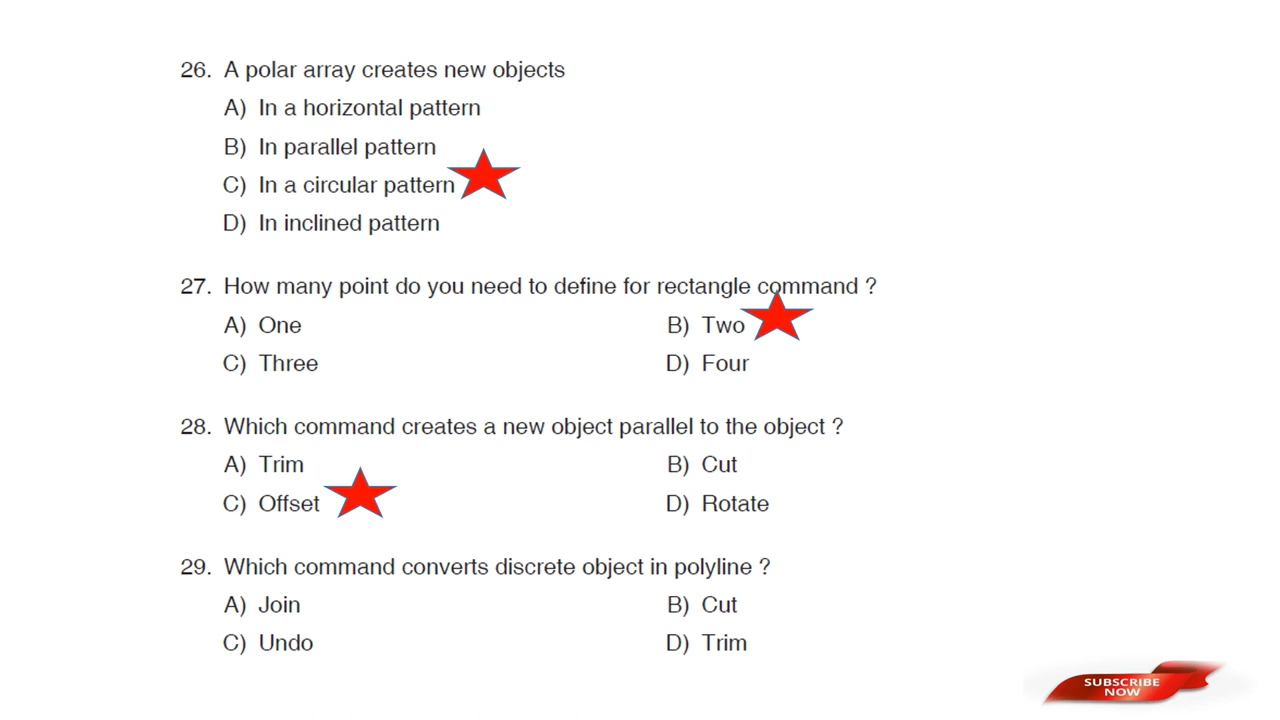 26. A polar array creates new objects
A) In a horizontal pattern
B) In parallel pattern
C) In a circular pattern
D) In inclined pattern
27. How many point do you need to define for rectangle command ?
A) One B) Two
C) Three D) Four
28. Which command creates a new object parallel to the object ?
A) Trim B) Cut
C) Offset D) Rotate
29. Which command converts discrete object in polyline ?
A) Join B) Cut
C) Undo D) Trim
SUBSCRIBE
NOW